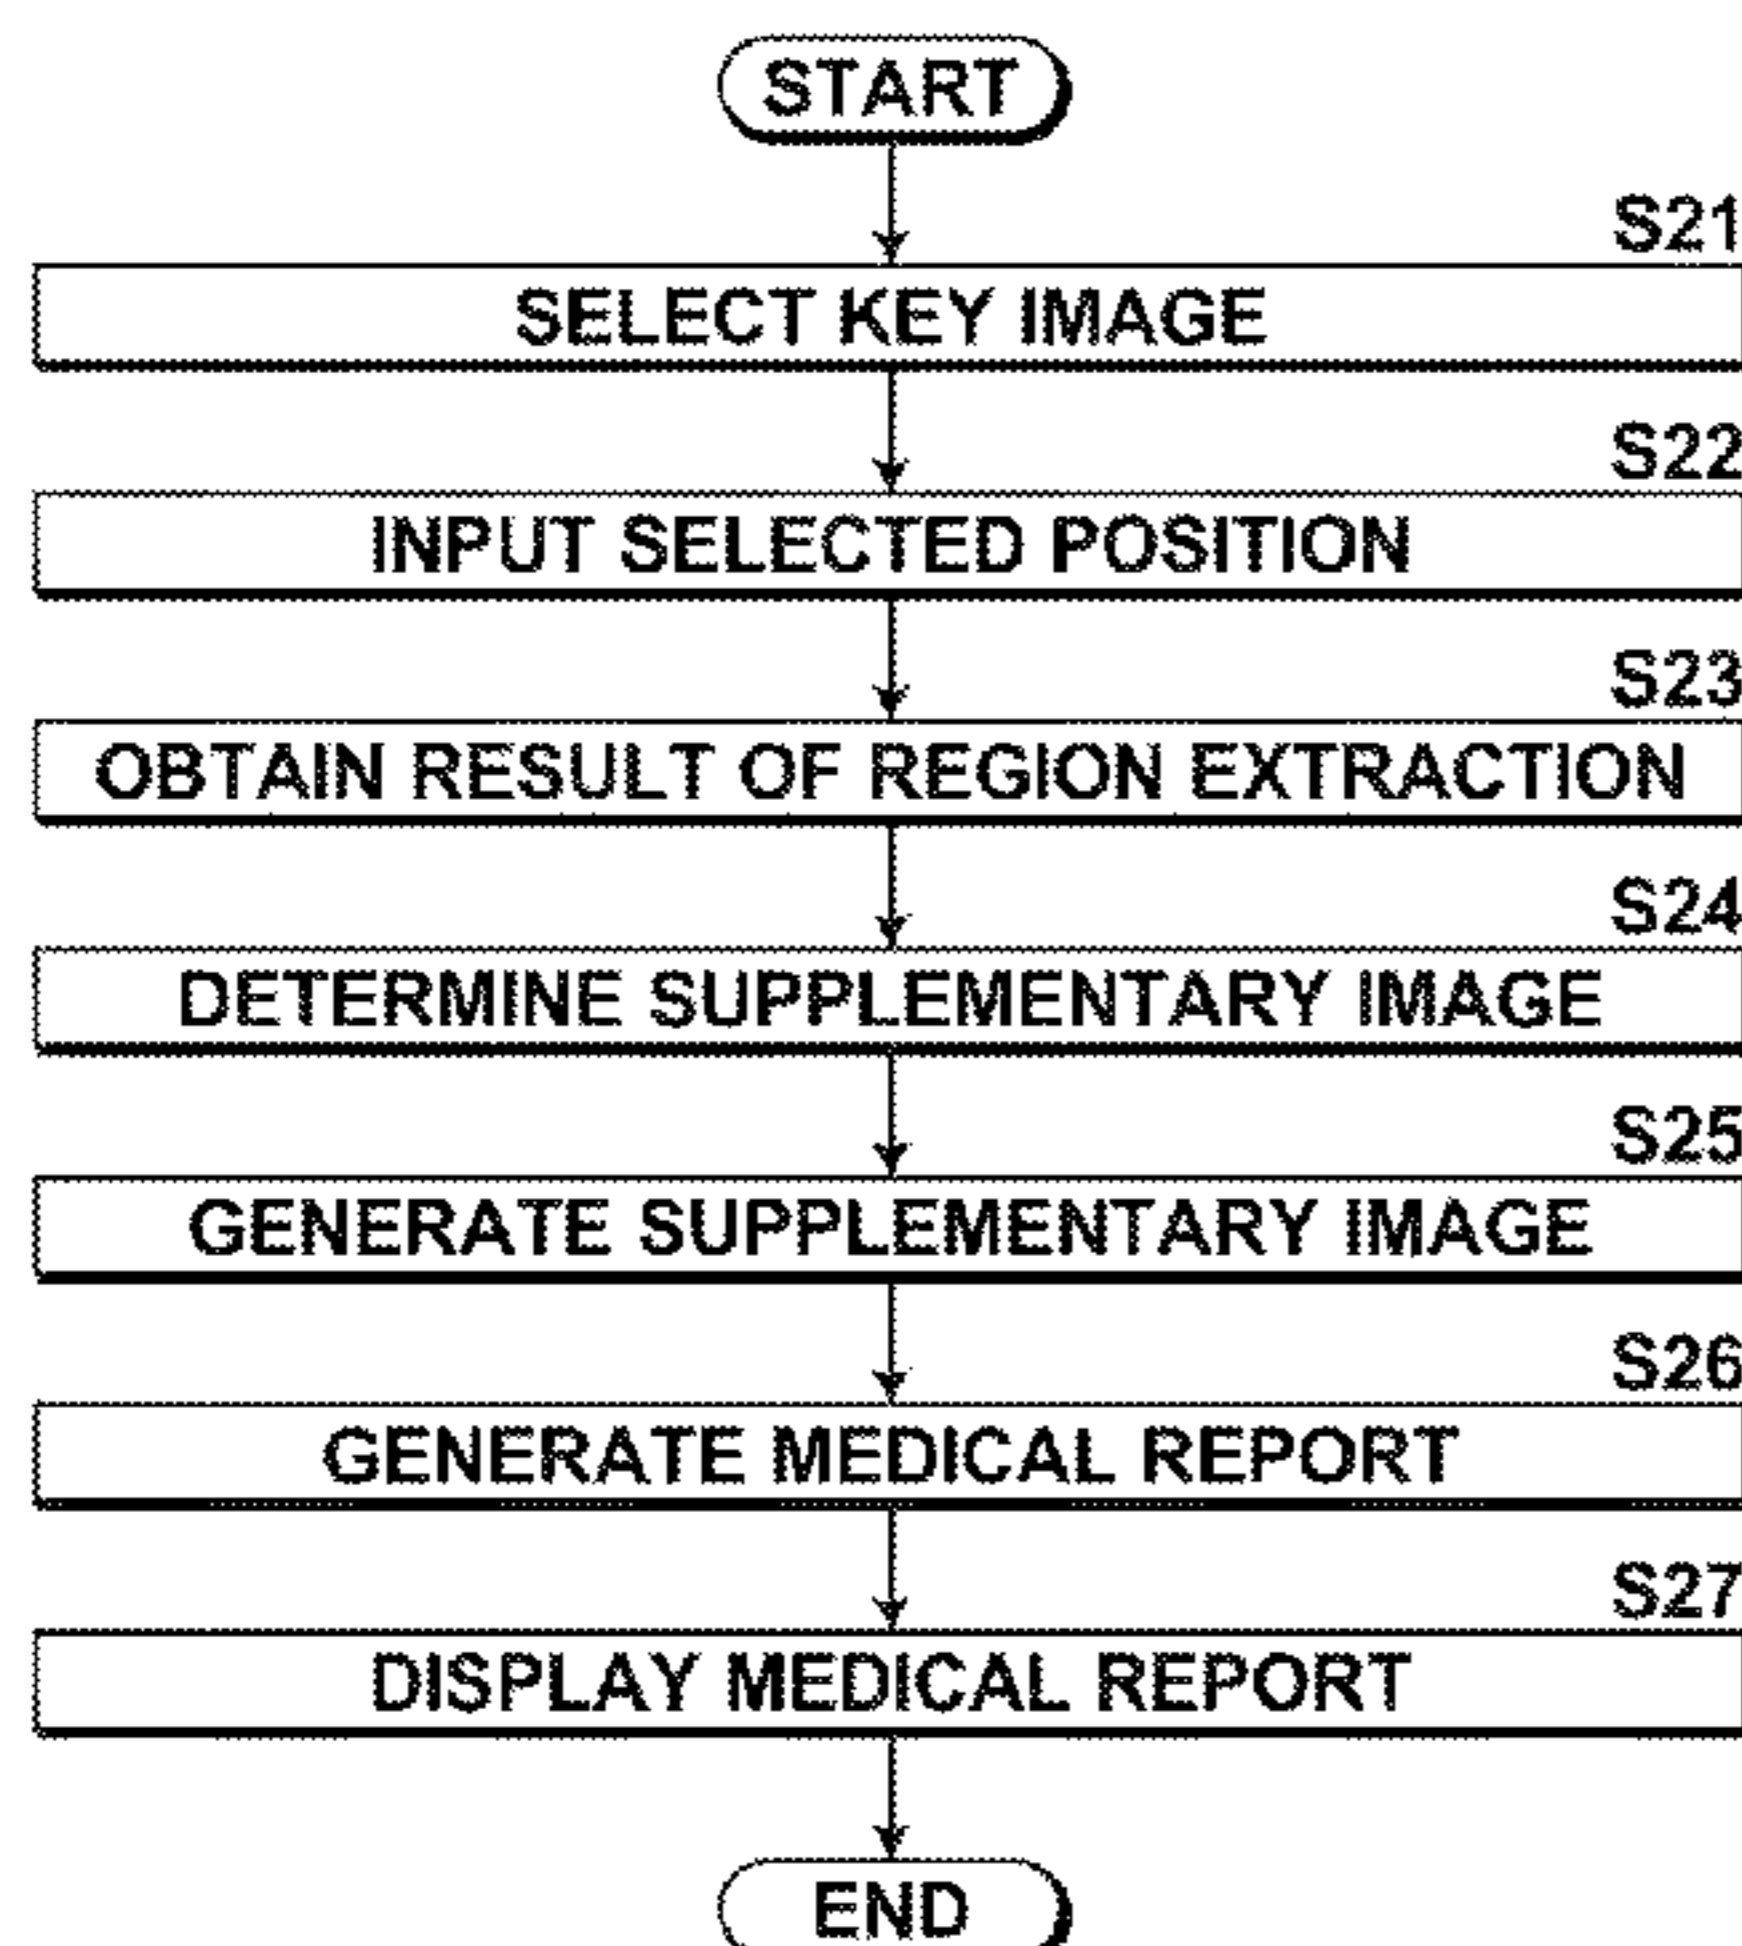 START
S21
SELECT KEY IMAGE
S22
INPUT SELECTED POSITION
S23
OBTAIN RESULT OF REGION EXTRACTION
S24
DETERMINE SUPPLEMENTARY IMAGE
S25
GENERATE SUPPLEMENTARY IMAGE
S26
GENERATE MEDICAL REPORT
S27
DISPLAY MEDICAL REPORT
END